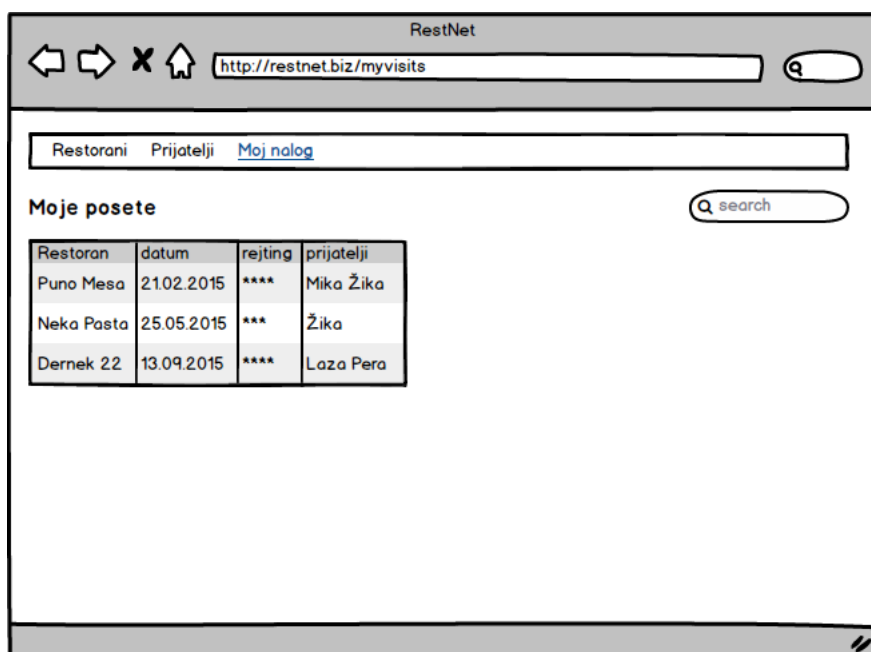 RestNet
http://restnet.biz/myvisits
Restorani Prijatelji Moj nalog
Moje posete
search
Restoran datum rejting prijatelji
Puno Mesa 21.02.2015 **** Mika Žika
Neka Pasta 25.05.2015 *** Žika
Dernek 22 13.09.2015 **** Laza Pera